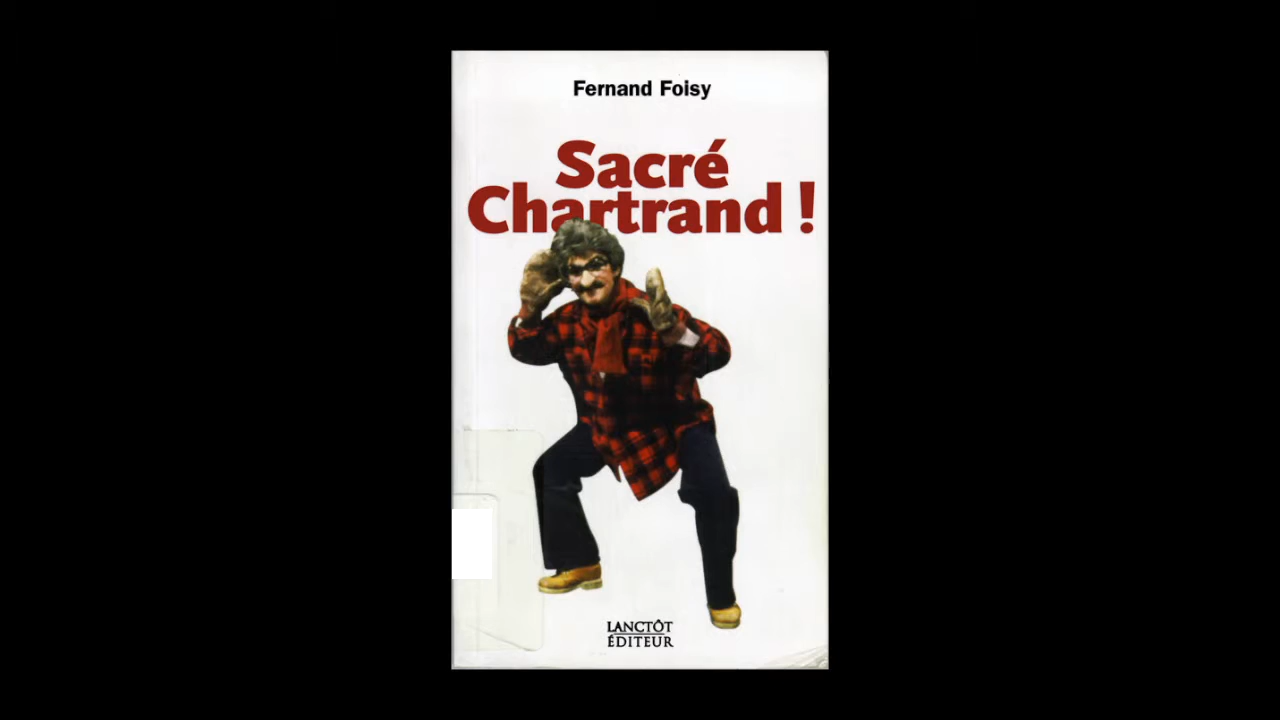 Fernand Foisy
Sacré
Chartrand !
LANCTÔT
ÉDITEUR